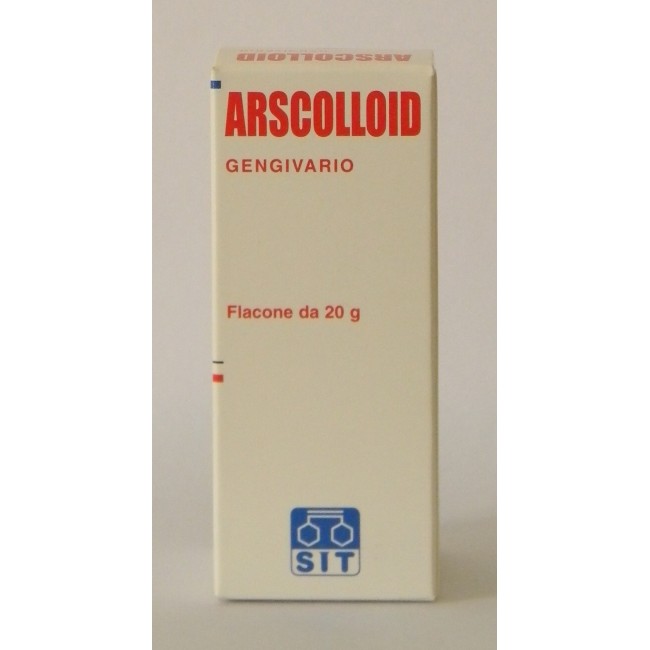 ARSCOLLOID
ARSCOLLOID
GENGIVARIO
Flacone da 20 g
SIT